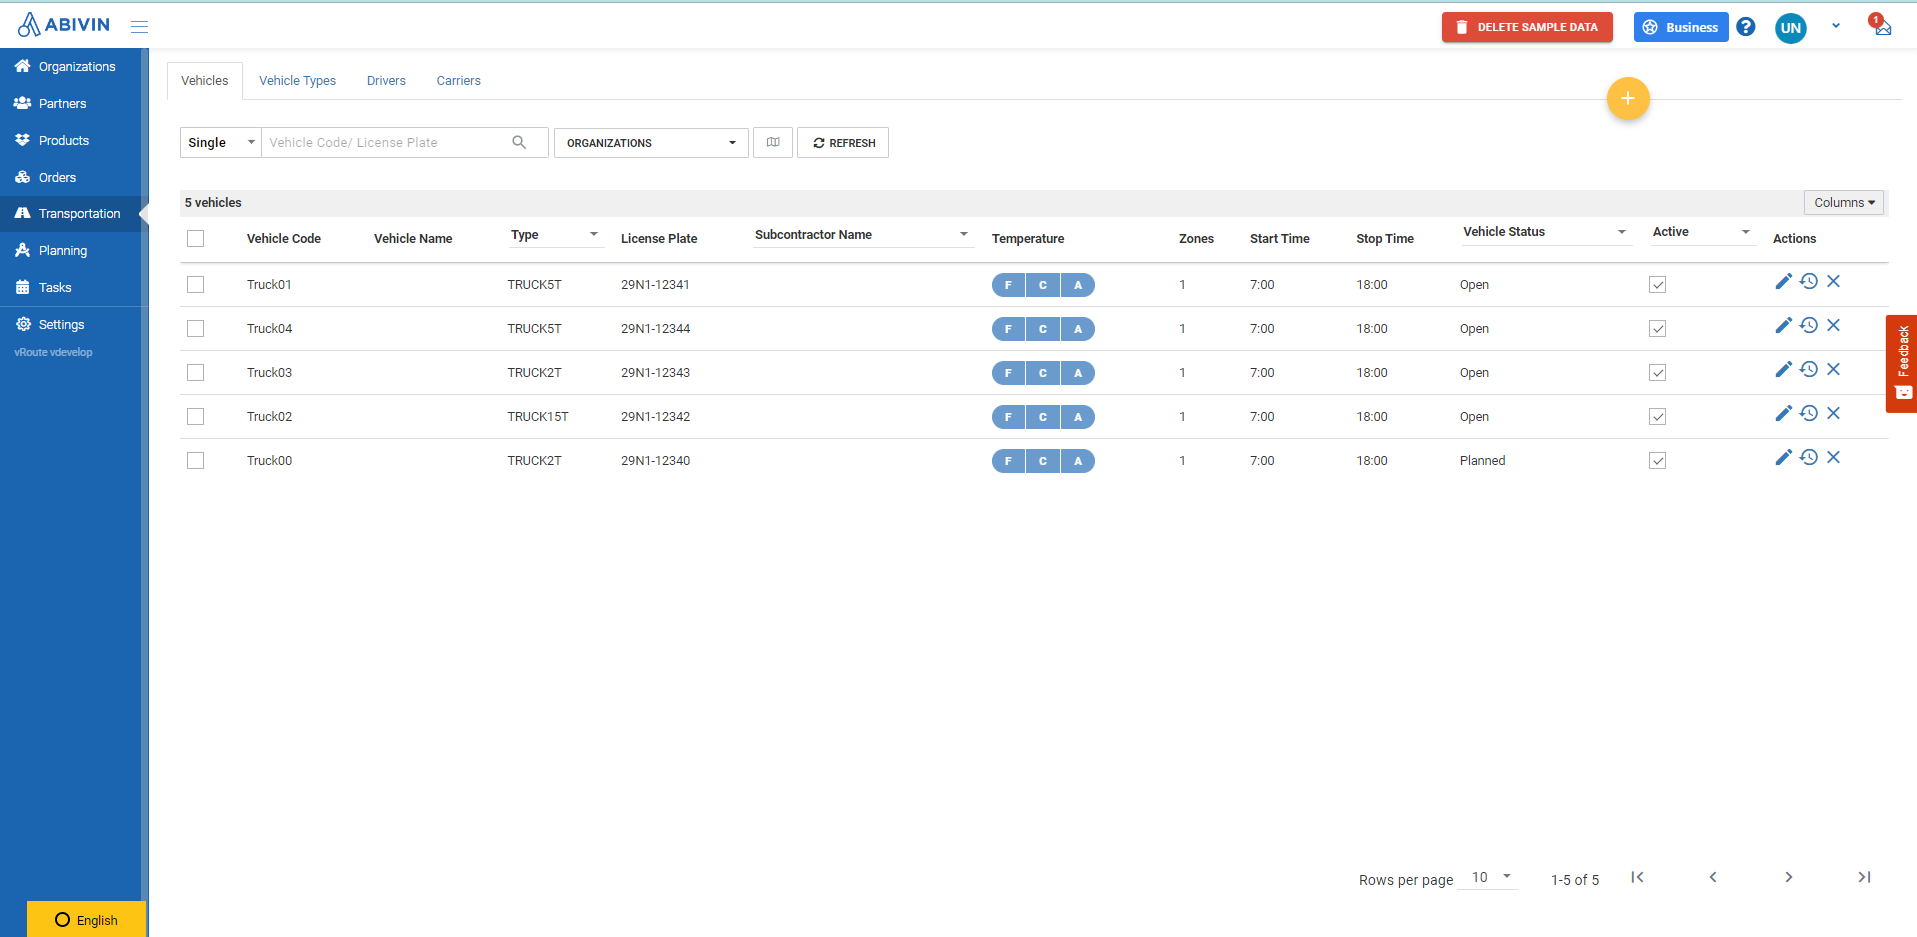 ABIVIN
DELETE SAMPLE DATA
Business
?
UN
1
Organizations
Partners
Products
Orders
Transportation
Planning
Tasks
Settings
vRoute vdevelop
English
Vehicles Vehicle Types Drivers Carriers
+
Single Vehicle Code/ License Plate ORGANIZATIONS REFRESH
5 vehicles Columns
Vehicle Code Vehicle Name Type License Plate Subcontractor Name Temperature Zones Start Time Stop Time Vehicle Status Active Actions
Truck01 TRUCK5T 29N1-12341 F C A 1 7:00 18:00 Open
Truck04 TRUCK5T 29N1-12344 F C A 1 7:00 18:00 Open
Truck03 TRUCK2T 29N1-12343 F C A 1 7:00 18:00 Open
Truck02 TRUCK15T 29N1-12342 F C A 1 7:00 18:00 Open
Truck00 TRUCK2T 29N1-12340 F C A 1 7:00 18:00 Planned
Feedback
Rows per page 10 1-5 of 5